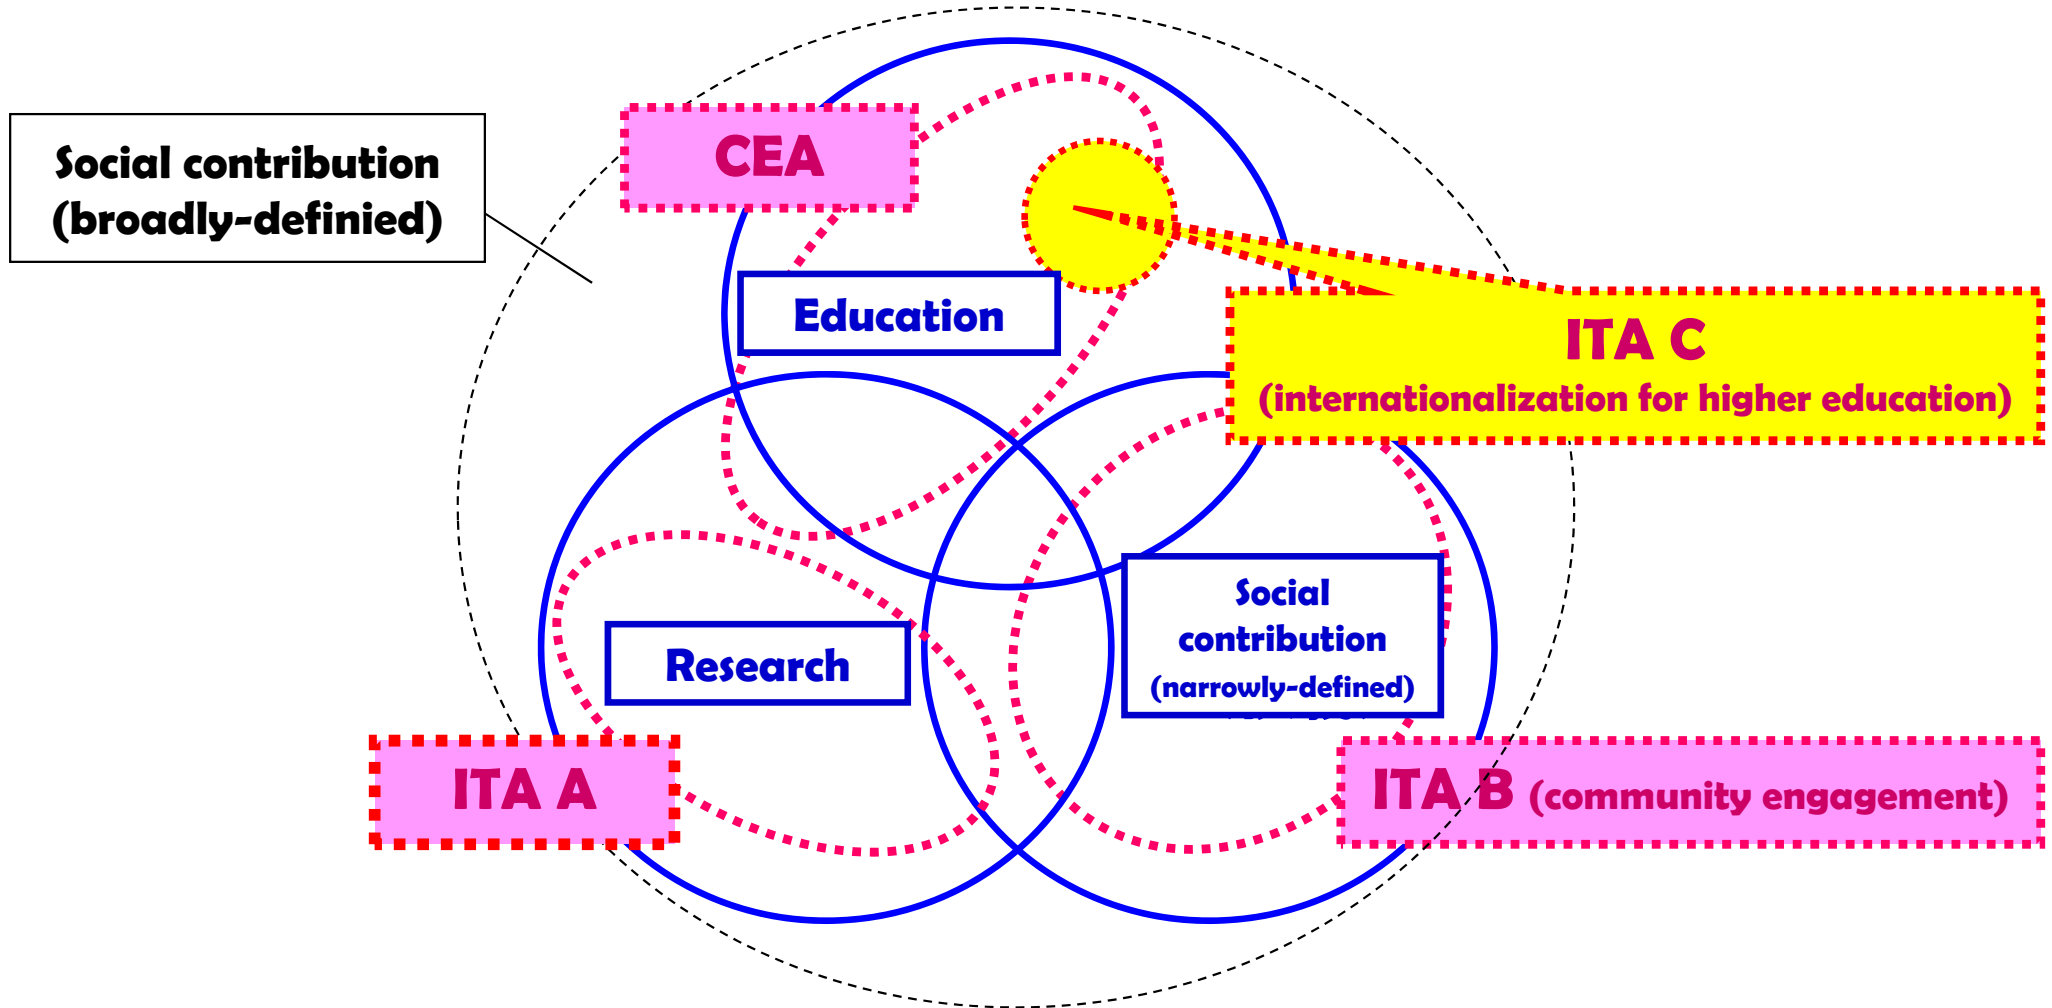 CEA
Social contribution
(broadly-definied)
Education
ITA C
(internationalization for higher education)
Social
contribution
(narrowly-defined)
Research
ITA A
ITA B (community engagement)